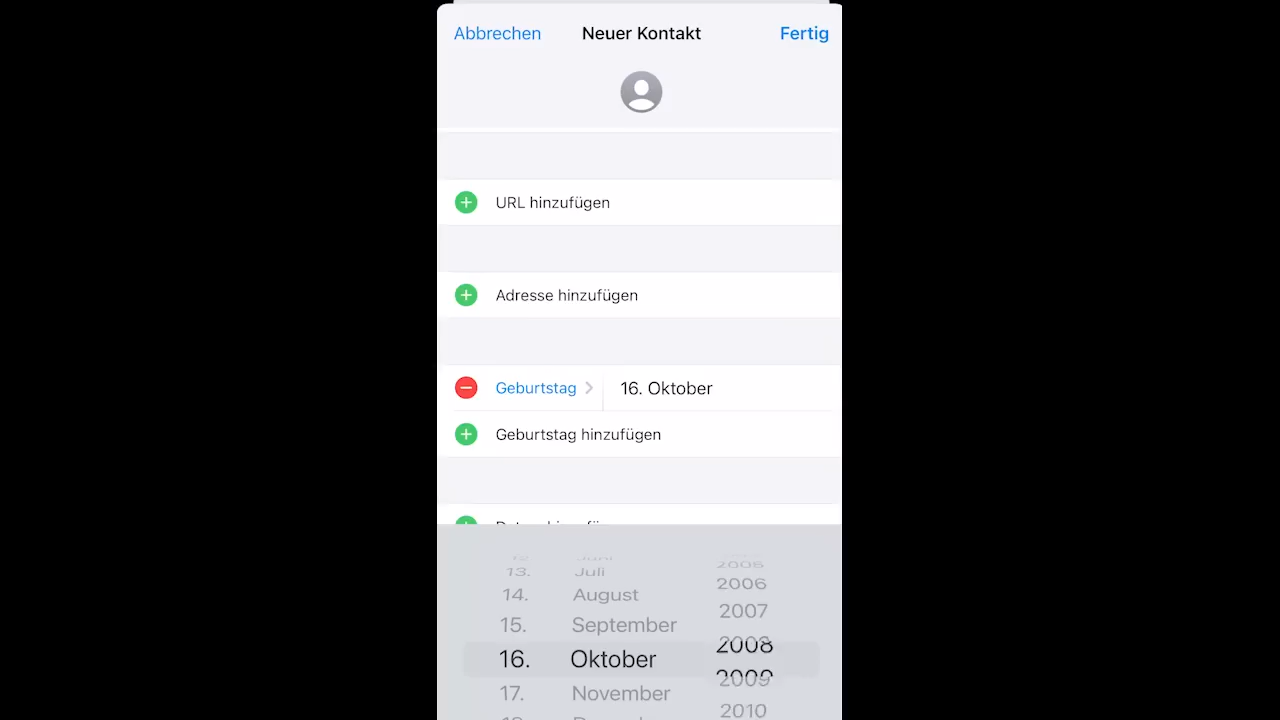 Abbrechen Neuer Kontakt Fertig
URL hinzufügen
Adresse hinzufügen
Geburtstag 16. Oktober
Geburtstag hinzufügen
13. Juli 2005
14. August 2006
15. September 2007
16. Oktober 2008
17. November 2009
2010